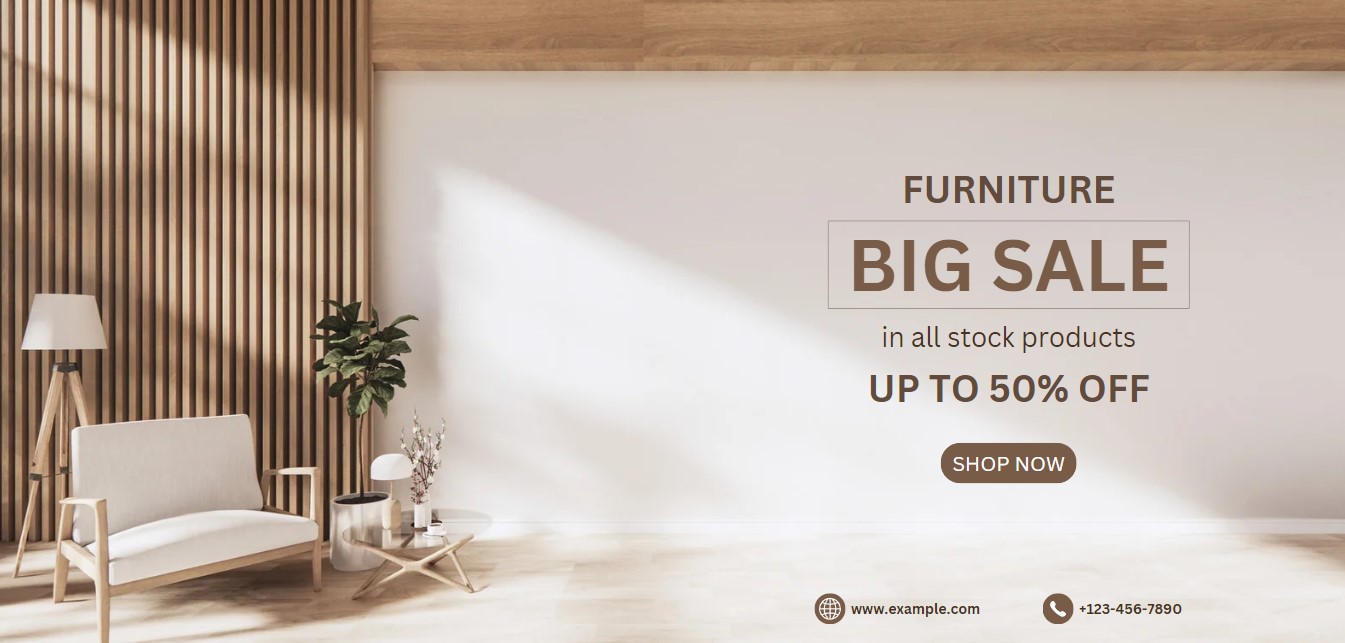 FURNITURE
BIG SALE
in all stock products
UP TO 50% OFF
SHOP NOW
www.example.com
+123-456-7890